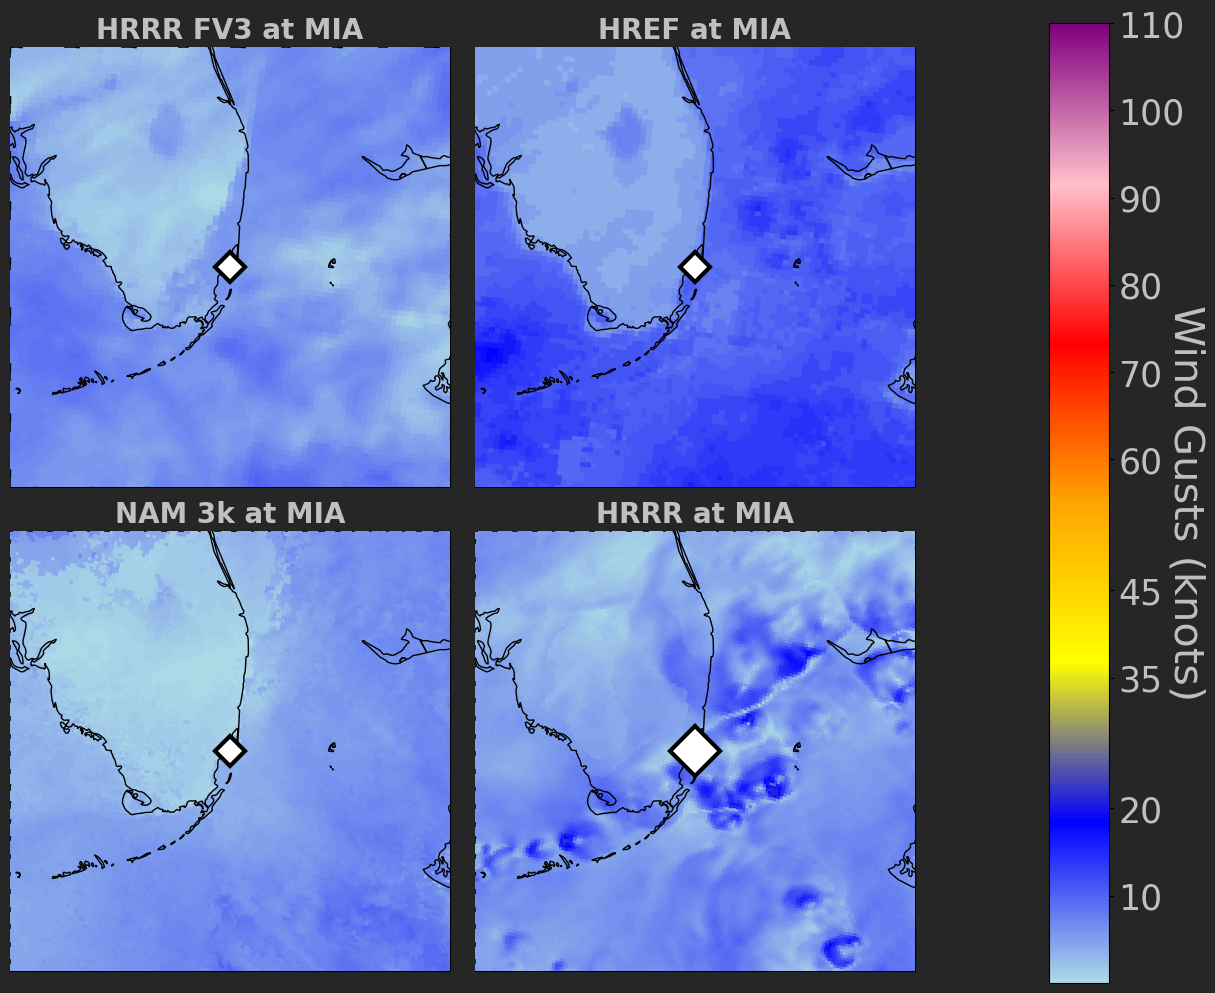 HRRR FV3 at MIA
HREF at MIA
NAM 3k at MIA
HRRR at MIA
110
100
90
80
70
60
45
35
20
10
Wind Gusts (knots)